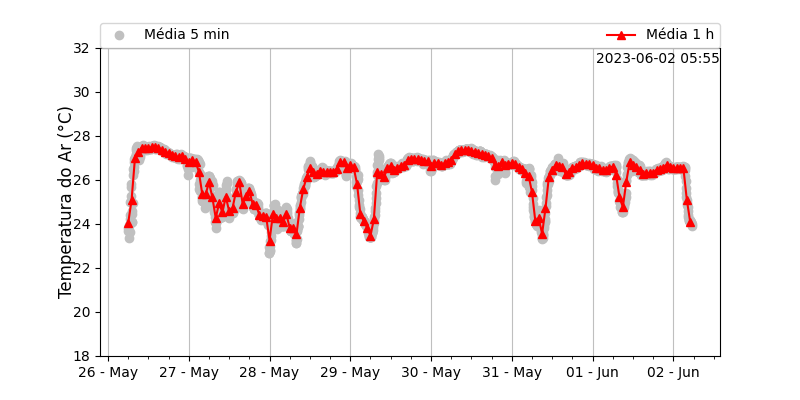 Média 5 min
Média 1 h
2023-06-02 05:55
Temperatura do Ar (°C)
32
30
28
26
24
22
20
18
26 - May
27 - May
28 - May
29 - May
30 - May
31 - May
01 - Jun
02 - Jun